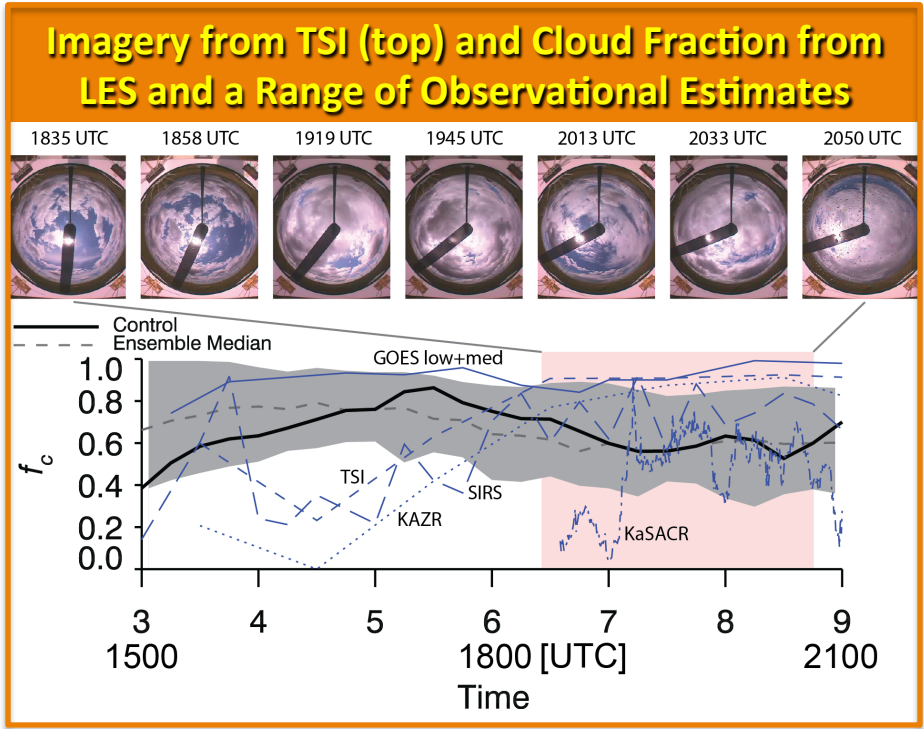 Imagery from TSI (top) and Cloud Fraction from
LES and a Range of Observational Estimates
1835 UTC 1858 UTC 1919 UTC 1945 UTC 2013 UTC 2033 UTC 2050 UTC
Control
Ensemble Median
GOES low+med
1.0
0.8
0.6
0.4
0.2
0.0
fc
TSI
SIRS
KAZR
KaSACR
3 4 5 6 7 8 9
1500 1800 [UTC] 2100
Time